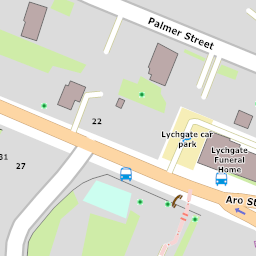 Palmer Street
22
Lychgate car
park
Lychgate
Funeral
Home
31
27
Aro St